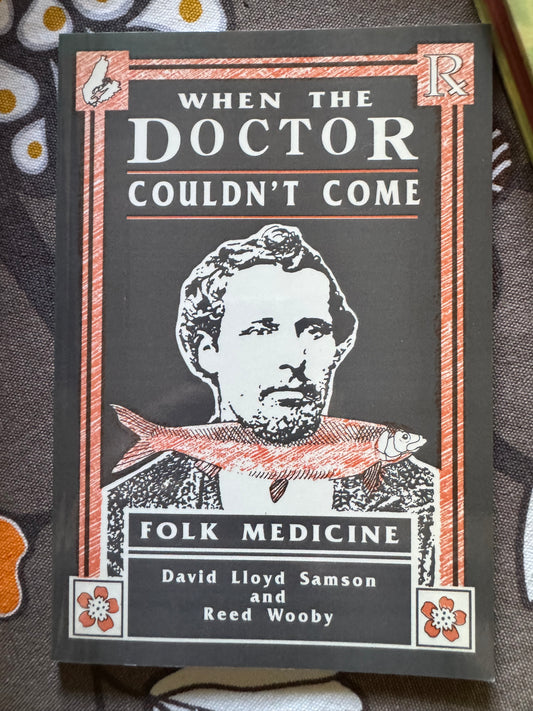 ℞
WHEN THE
DOCTOR
COULDN'T COME
FOLK MEDICINE
David Lloyd Samson
and
Reed Wooby